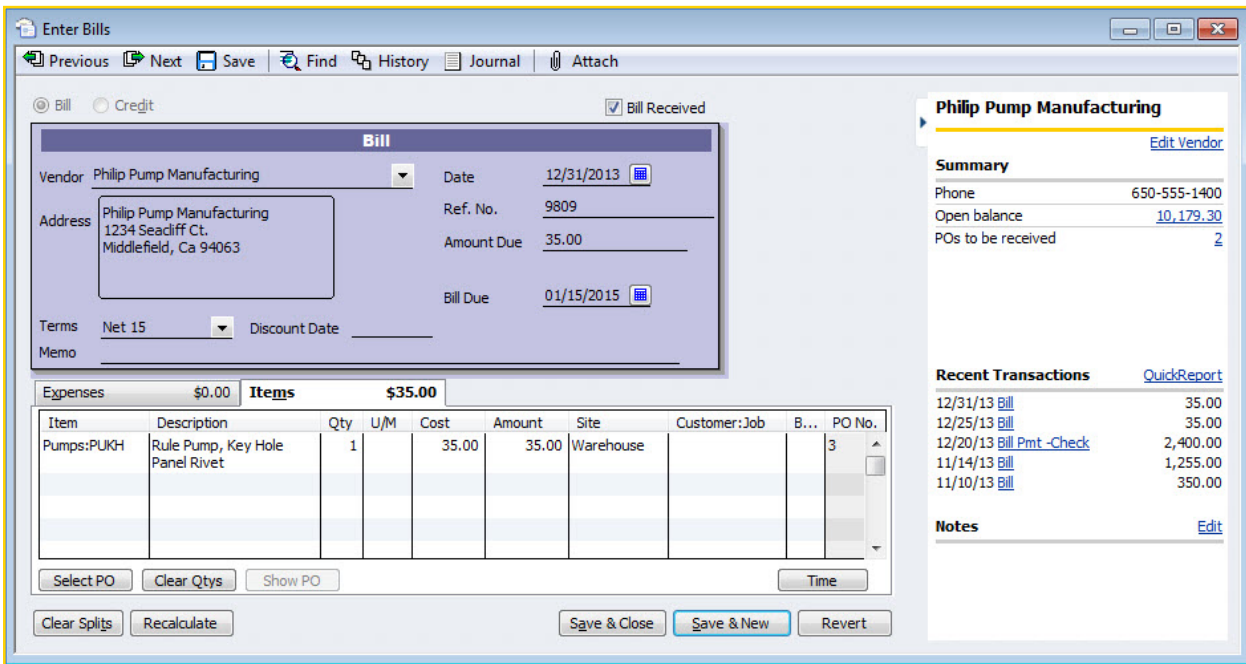 Enter Bills
Previous Next Save Find History Journal Attach
Bill Credit Bill Received
Bill
Vendor Philip Pump Manufacturing
Date 12/31/2013
Address Philip Pump Manufacturing
1234 Seacliff Ct.
Middlefield, Ca 94063
Ref. No. 9809
Amount Due 35.00
Bill Due 01/15/2015
Terms Net 15 Discount Date
Memo
Expenses $0.00 Items $35.00
Item Description Qty U/M Cost Amount Site Customer:Job B... PO No.
Pumps:PUKH Rule Pump, Key Hole 1 35.00 35.00 Warehouse 3
Panel Rivet
Select PO Clear Qtys Show PO Time
Clear Splits Recalculate Save & Close Save & New Revert
Philip Pump Manufacturing
Edit Vendor
Summary
Phone 650-555-1400
Open balance 10,179.30
POs to be received 2
Recent Transactions QuickReport
12/31/13 Bill 35.00
12/25/13 Bill 35.00
12/20/13 Bill Pmt -Check 2,400.00
11/14/13 Bill 1,255.00
11/10/13 Bill 350.00
Notes Edit